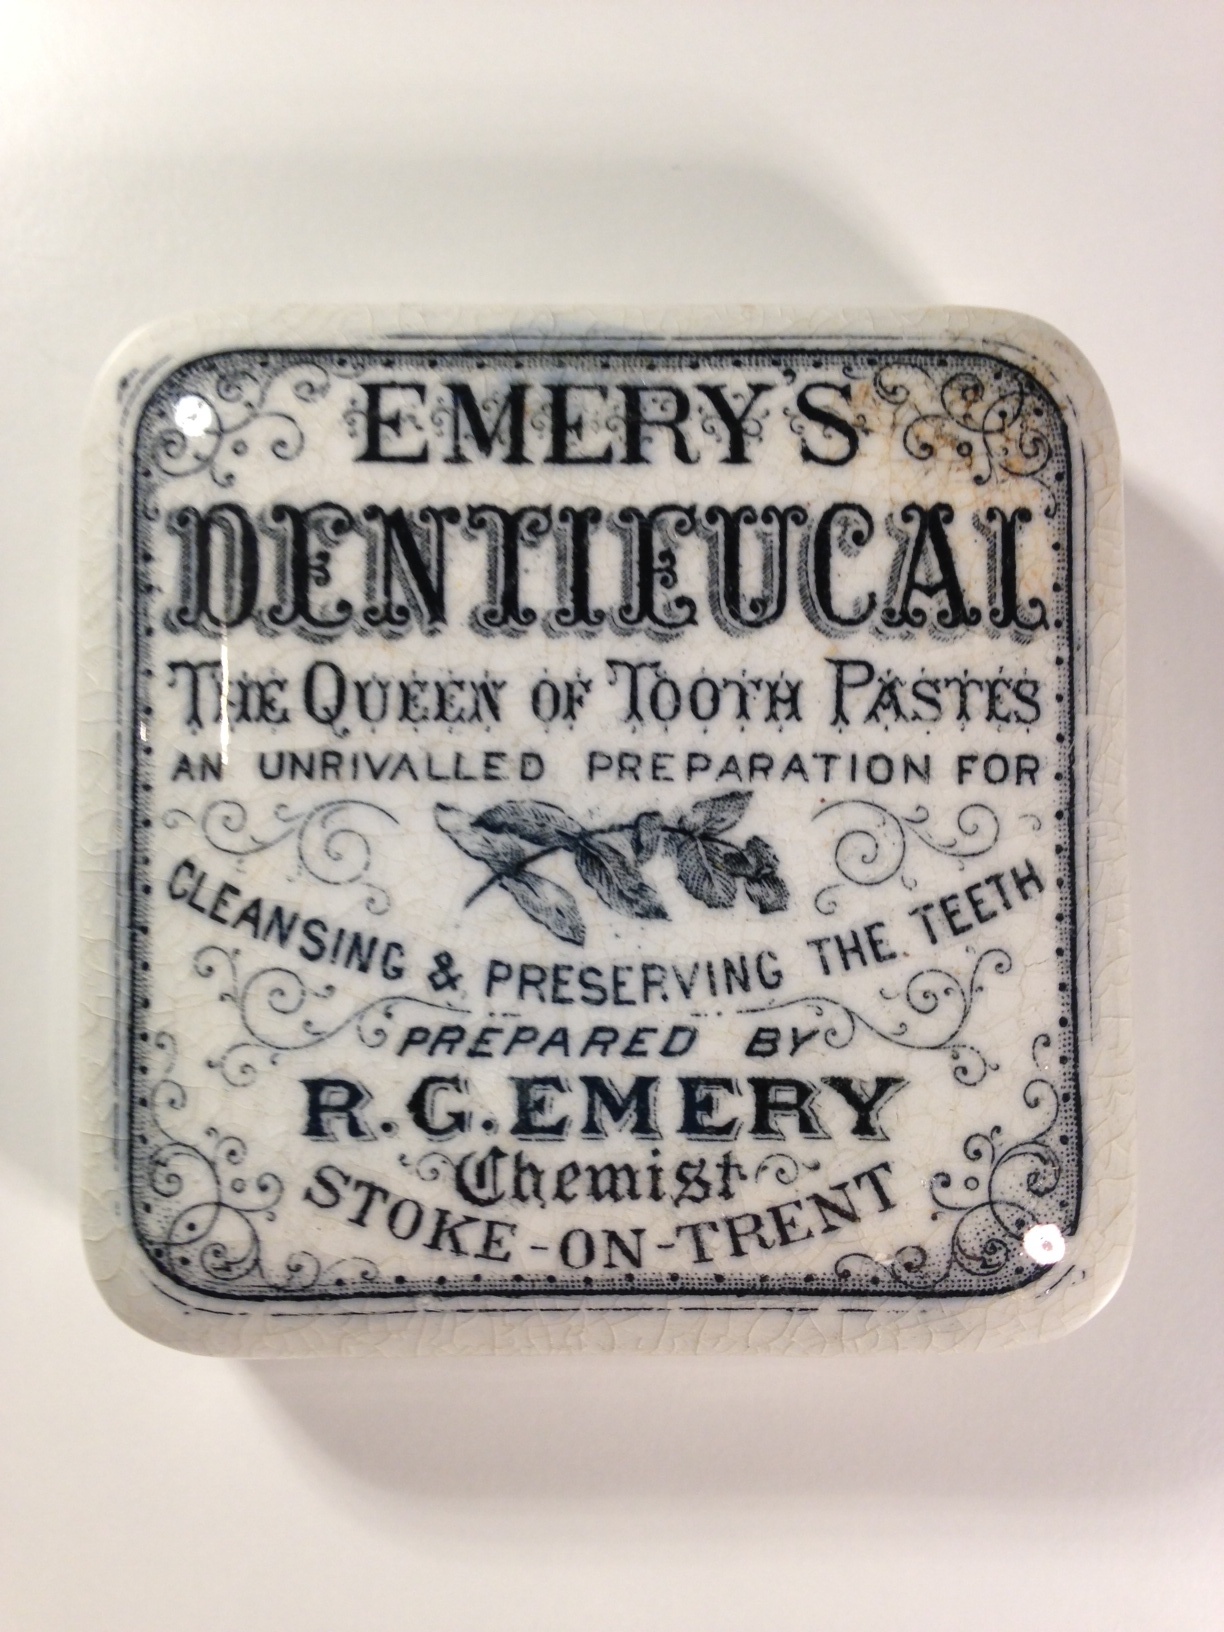 EMERY'S
DENTIEUCAL
THE QUEEN OF TOOTH PASTES
AN UNRIVALLED PREPARATION FOR
CLEANSING & PRESERVING THE TEETH
PREPARED BY
R.G. EMERY
Chemist
STOKE-ON-TRENT